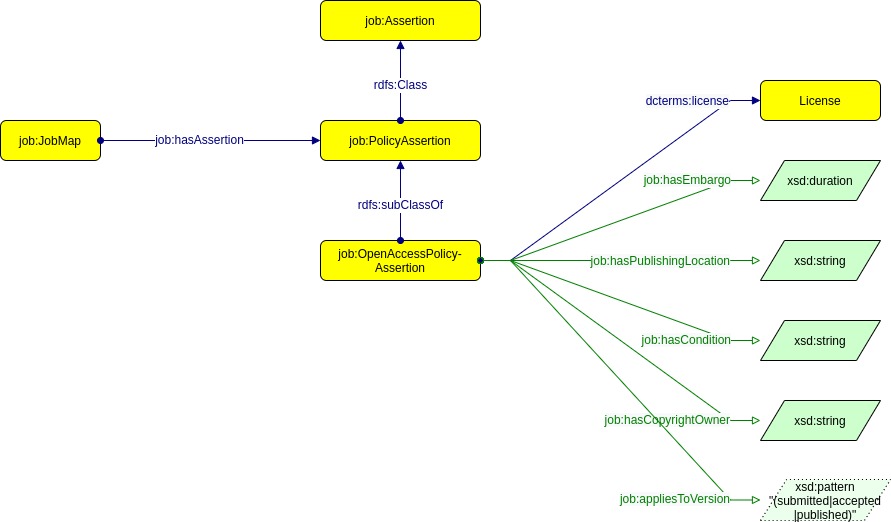 job:Assertion
rdfs:Class
dcterms:license
License
job:JobMap
job:hasAssertion
job:PolicyAssertion
job:hasEmbargo
xsd:duration
rdfs:subClassOf
job:OpenAccessPolicy-
Assertion
job:hasPublishingLocation
xsd:string
job:hasCondition
xsd:string
job:hasCopyrightOwner
xsd:string
job:appliesToVersion
xsd:pattern
"(submitted|accepted
|published)"